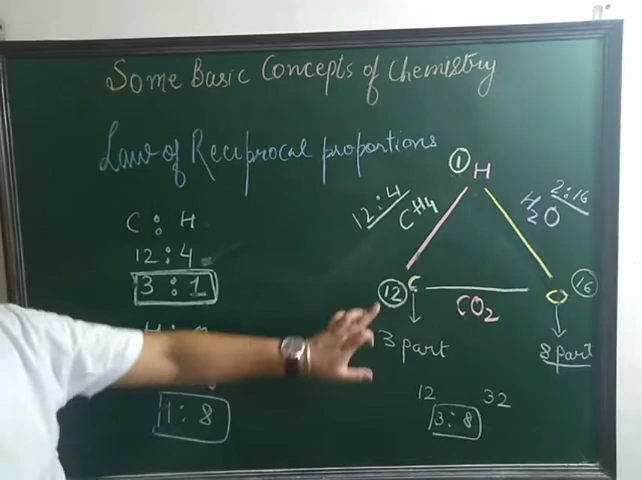 Some Basic Concepts of Chemistry
Law of Reciprocal proportions
C : H
12 : 4
3 : 1
1 : 8
1 H
12 : 4
CH4
2 : 16
H2O
12 C
CO2
O 16
3 part
8 part
12 32
3 : 8